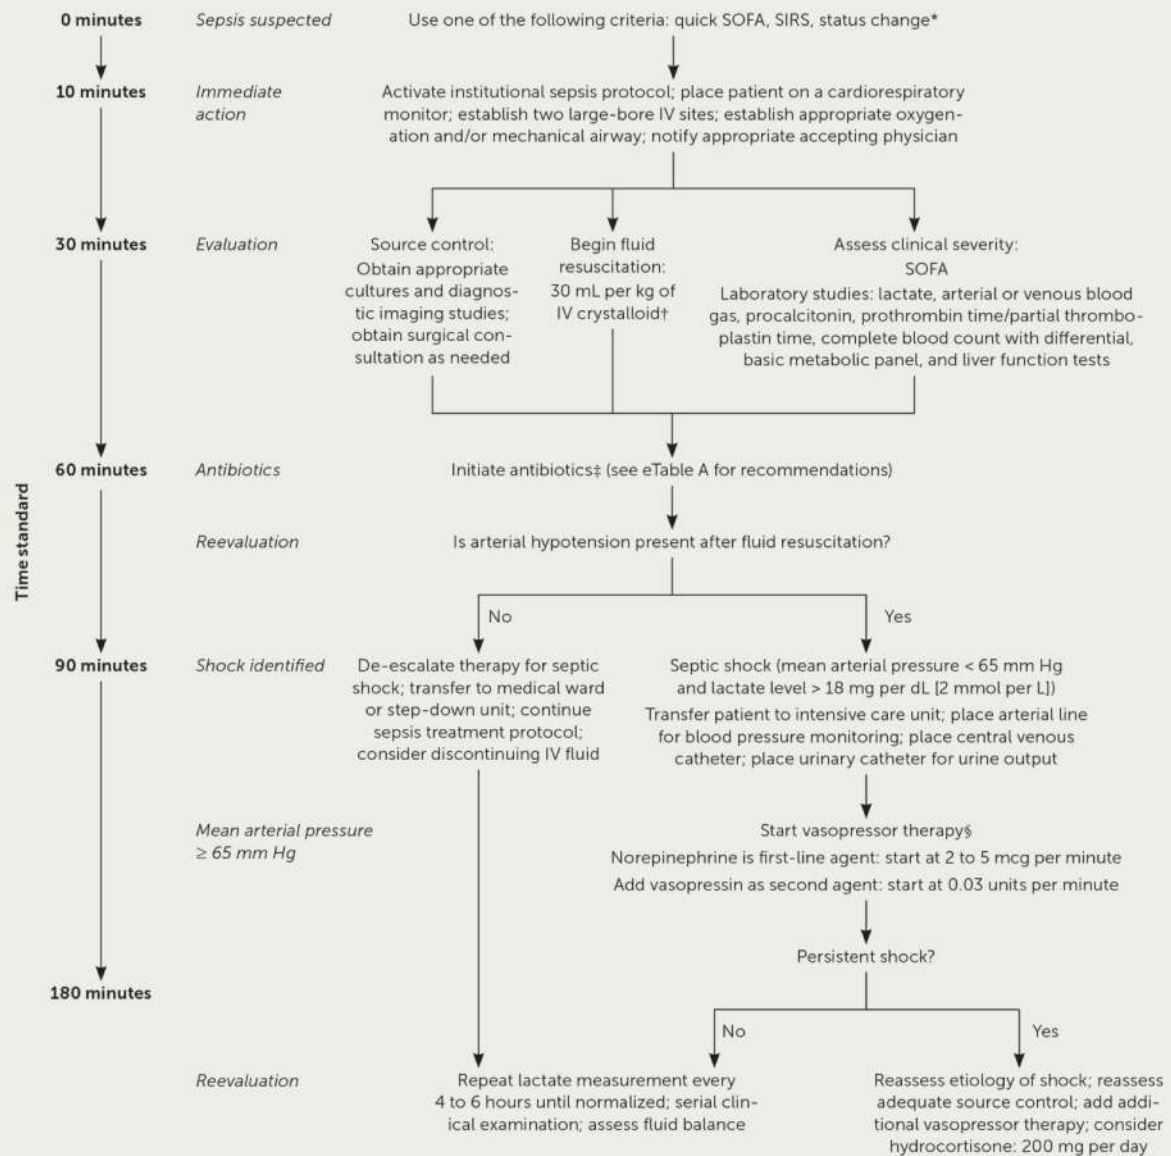 0 minutes
Sepsis suspected
Use one of the following criteria: quick SOFA, SIRS, status change*
10 minutes
Immediate
action
Activate institutional sepsis protocol; place patient on a cardiorespiratory
monitor; establish two large-bore IV sites; establish appropriate oxygen-
ation and/or mechanical airway; notify appropriate accepting physician
30 minutes
Evaluation
Source control:
Obtain appropriate
cultures and diagnos-
tic imaging studies;
obtain surgical con-
sultation as needed
Begin fluid
resuscitation:
30 mL per kg of
IV crystalloid†
Assess clinical severity:
SOFA
Laboratory studies: lactate, arterial or venous blood
gas, procalcitonin, prothrombin time/partial thrombo-
plastin time, complete blood count with differential,
basic metabolic panel, and liver function tests
Time standard
60 minutes
Antibiotics
Initiate antibiotics‡ (see eTable A for recommendations)
Reevaluation
Is arterial hypotension present after fluid resuscitation?
No
Yes
90 minutes
Shock identified
De-escalate therapy for septic
shock; transfer to medical ward
or step-down unit; continue
sepsis treatment protocol;
consider discontinuing IV fluid
Septic shock (mean arterial pressure < 65 mm Hg
and lactate level > 18 mg per dL [2 mmol per L])
Transfer patient to intensive care unit; place arterial line
for blood pressure monitoring; place central venous
catheter; place urinary catheter for urine output
Mean arterial pressure
≥ 65 mm Hg
Start vasopressor therapy§
Norepinephrine is first-line agent: start at 2 to 5 mcg per minute
Add vasopressin as second agent: start at 0.03 units per minute
Persistent shock?
180 minutes
No
Yes
Reevaluation
Repeat lactate measurement every
4 to 6 hours until normalized; serial clin-
ical examination; assess fluid balance
Reassess etiology of shock; reassess
adequate source control; add addi-
tional vasopressor therapy; consider
hydrocortisone: 200 mg per day